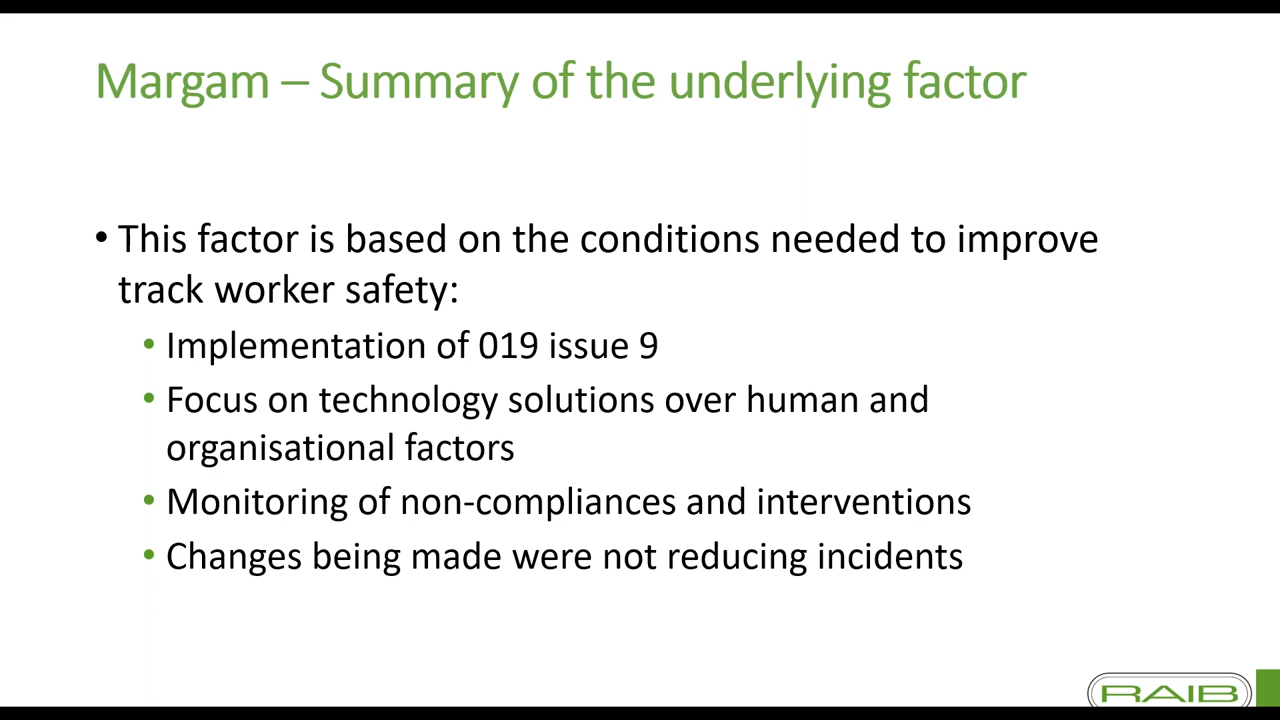 Margam – Summary of the underlying factor
• This factor is based on the conditions needed to improve
track worker safety:
• Implementation of 019 issue 9
• Focus on technology solutions over human and
organisational factors
• Monitoring of non-compliances and interventions
• Changes being made were not reducing incidents
RAIB